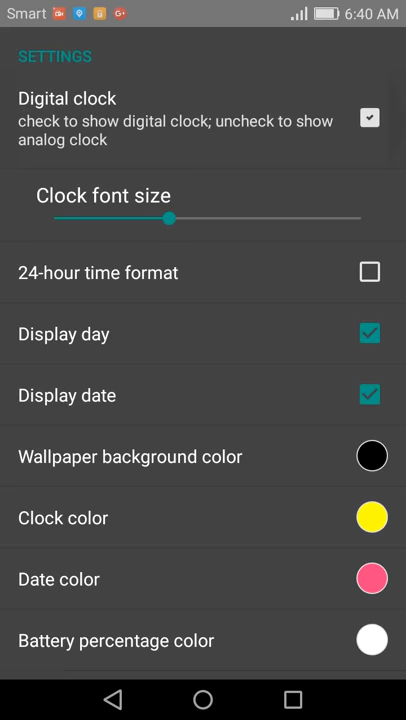 Smart 6:40 AM
SETTINGS
Digital clock
check to show digital clock; uncheck to show
analog clock
Clock font size
24-hour time format
Display day
Display date
Wallpaper background color
Clock color
Date color
Battery percentage color